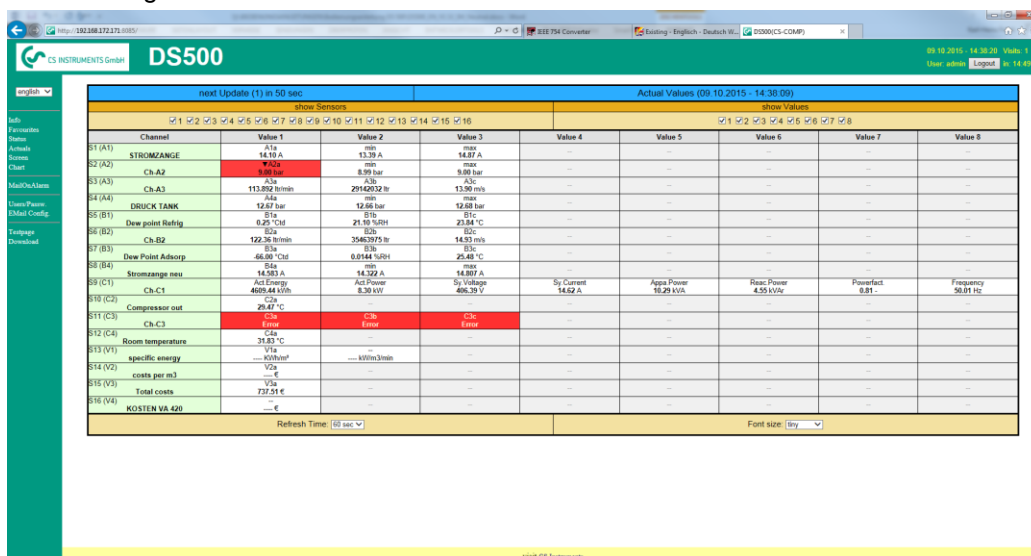 http://192.168.172.171:8085/
IEEE 754 Converter
Existing - Englisch - Deutsch W...
DS500(CS-COMP)
CS INSTRUMENTS GmbH
DS500
09.10.2015 - 14:38:20 Visits: 1
User: admin Logout in: 14:49
english
next Update (1) in 50 sec Actual Values (09.10.2015 - 14:38:09)
show Sensors show Values
1 2 3 4 5 6 7 8 9 10 11 12 13 14 15 16 1 2 3 4 5 6 7 8
Info
Favourites
Status
Actuals
Screen
Chart
MailOnAlarm
Users/Passw.
EMail Config.
Testpage
Download
Channel Value 1 Value 2 Value 3 Value 4 Value 5 Value 6 Value 7 Value 8
S1 (A1) A1a min max
STROMZANGE 14.10 A 13.39 A 14.87 A
S2 (A2) ▼A2a min max
Ch-A2 9.00 bar 8.99 bar 9.00 bar
S3 (A3) A3a A3b A3c
Ch-A3 113.892 ltr/min 29142032 ltr 13.90 m/s
S4 (A4) A4a min max
DRUCK TANK 12.67 bar 12.66 bar 12.68 bar
S5 (B1) B1a B1b B1c
Dew point Refrig 0.25 °Ctd 21.10 %RH 23.84 °C
S6 (B2) B2a B2b B2c
Ch-B2 122.36 ltr/min 35463975 ltr 14.93 m/s
S7 (B3) B3a B3b B3c
Dew Point Adsorp -66.00 °Ctd 0.0144 %RH 25.48 °C
S8 (B4) B4a min max
Stromzange neu 14.583 A 14.322 A 14.807 A
S9 (C1) Act.Energy Act.Power Sy.Voltage Sy.Current Appa.Power Reac.Power Powerfact. Frequency
Ch-C1 4609.44 kWh 8.30 kW 406.39 V 14.62 A 10.29 kVA 4.55 kVAr 0.81 - 50.01 Hz
S10 (C2) C2a
Compressor out 29.47 °C
S11 (C3) C3a C3b C3c
Ch-C3 Error Error Error
S12 (C4) C4a
Room temperature 31.83 °C
S13 (V1) V1a --
specific energy ---- KWh/m³ ---- kW/m3/min
S14 (V2) V2a
costs per m3 ---- €
S15 (V3) V3a
Total costs 737.51 €
S16 (V4) --
KOSTEN VA 420 ---- €
Refresh Time: 60 sec Font size: tiny